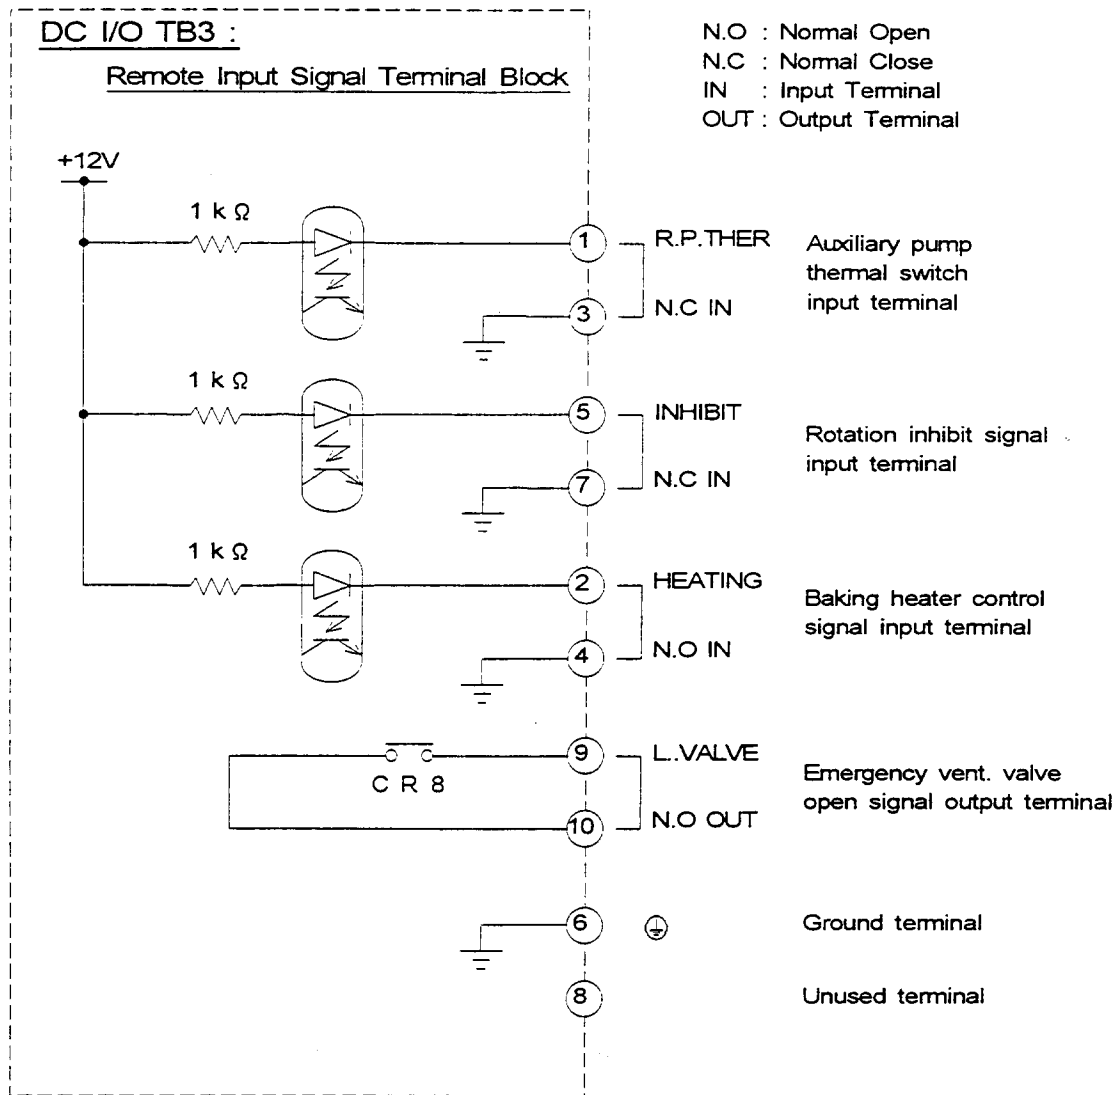 DC I/O TB3 :
Remote Input Signal Terminal Block
N.O : Normal Open
N.C : Normal Close
IN : Input Terminal
OUT : Output Terminal
+12V
1 k Ω
1
R.P.THER
3
N.C IN
Auxiliary pump
thermal switch
input terminal
1 k Ω
5
INHIBIT
7
N.C IN
Rotation inhibit signal
input terminal
1 k Ω
2
HEATING
4
N.O IN
Baking heater control
signal input terminal
C R 8
9
L..VALVE
10
N.O OUT
Emergency vent. valve
open signal output terminal
6
Ground terminal
8
Unused terminal